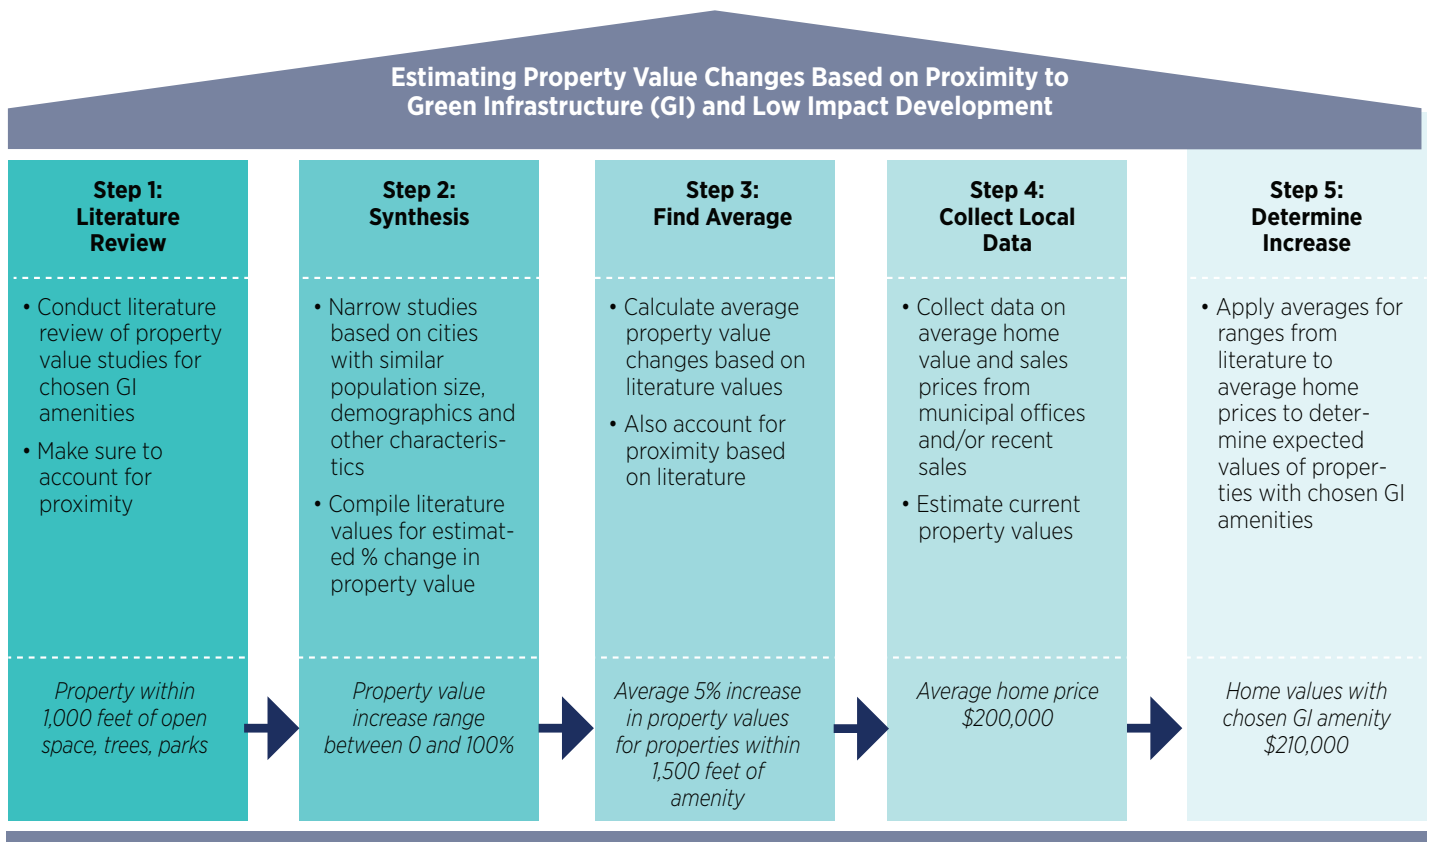 Estimating Property Value Changes Based on Proximity to
Green Infrastructure (GI) and Low Impact Development
Step 1:
Literature
Review
• Conduct literature
review of property
value studies for
chosen GI
amenities
• Make sure to
account for
proximity
Property within
1,000 feet of open
space, trees, parks
Step 2:
Synthesis
• Narrow studies
based on cities
with similar
population size,
demographics and
other characteris-
tics
• Compile literature
values for estimat-
ed % change in
property value
Property value
increase range
between 0 and 100%
Step 3:
Find Average
• Calculate average
property value
changes based on
literature values
• Also account for
proximity based
on literature
Average 5% increase
in property values
for properties within
1,500 feet of
amenity
Step 4:
Collect Local
Data
• Collect data on
average home
value and sales
prices from
municipal offices
and/or recent
sales
• Estimate current
property values
Average home price
$200,000
Step 5:
Determine
Increase
• Apply averages for
ranges from
literature to
average home
prices to deter-
mine expected
values of proper-
ties with chosen GI
amenities
Home values with
chosen GI amenity
$210,000